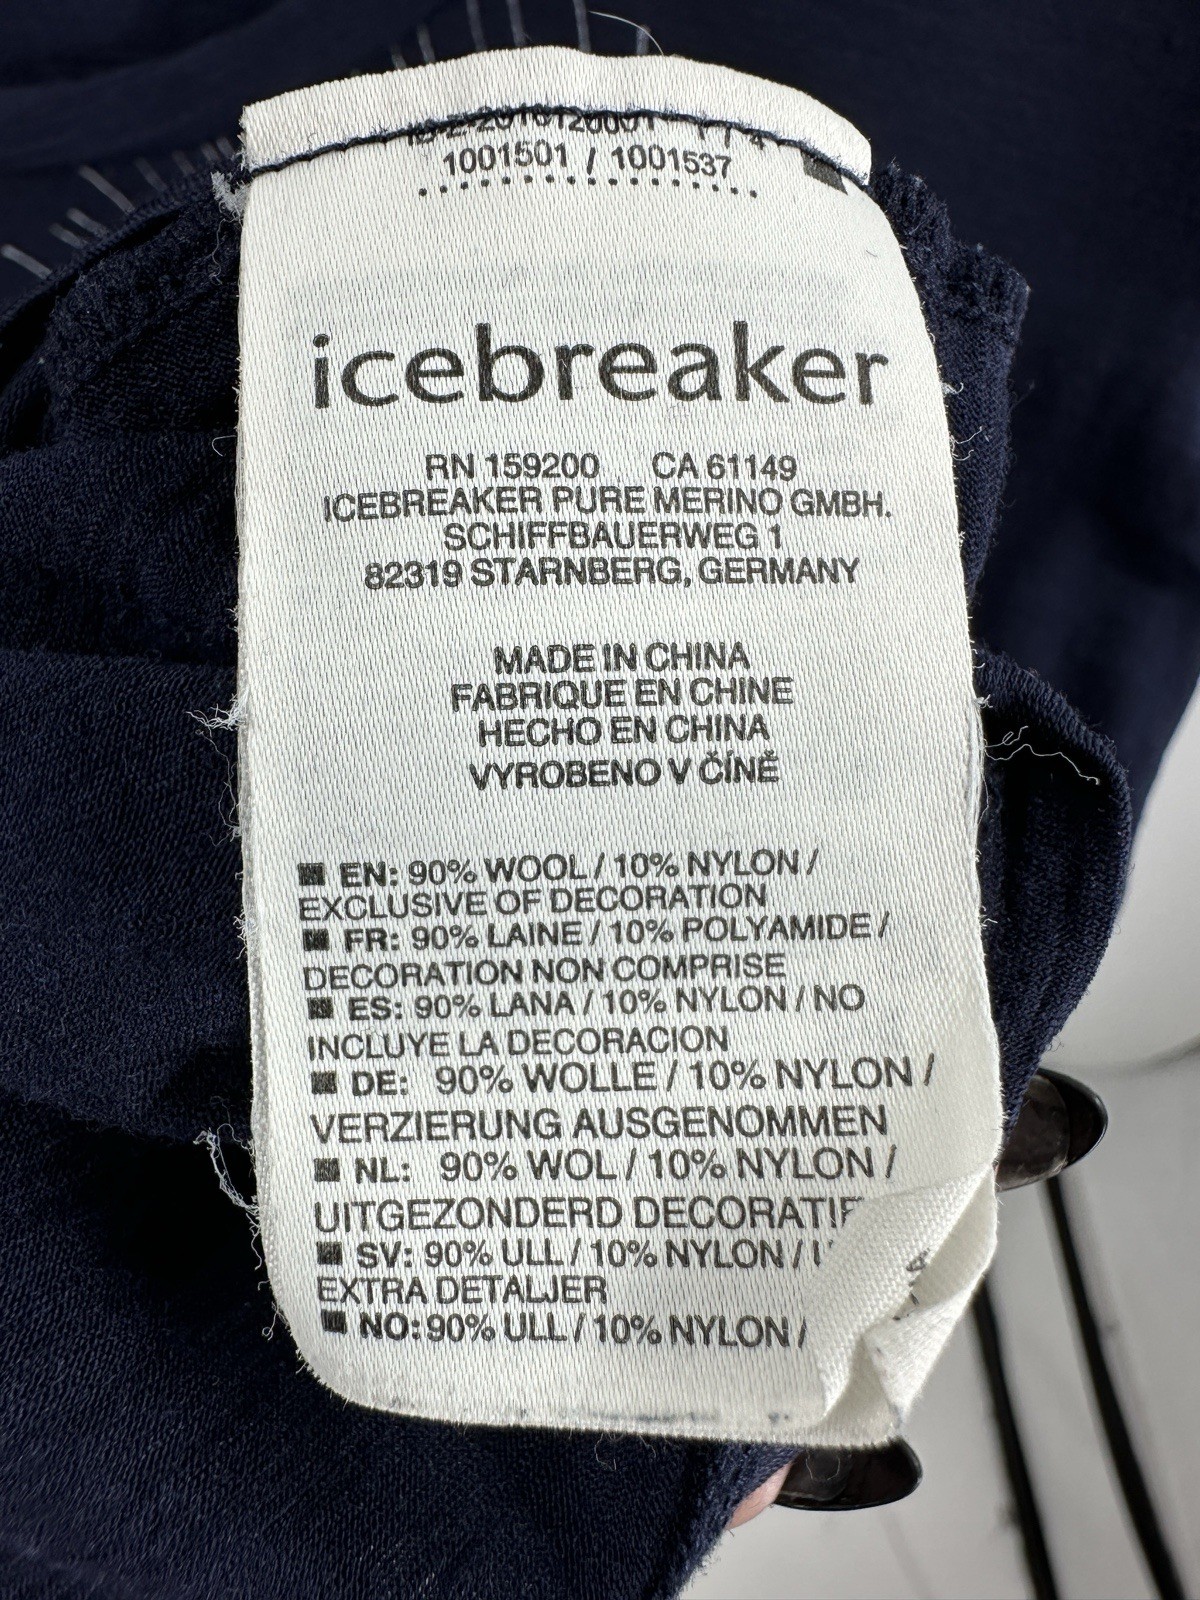 1001501 / 1001537
icebreaker
RN 159200 CA 61149
ICEBREAKER PURE MERINO GMBH.
SCHIFFBAUERWEG 1
82319 STARNBERG, GERMANY
MADE IN CHINA
FABRIQUE EN CHINE
HECHO EN CHINA
VYROBENO V ČÍNĚ
EN: 90% WOOL / 10% NYLON /
EXCLUSIVE OF DECORATION
FR: 90% LAINE / 10% POLYAMIDE /
DECORATION NON COMPRISE
ES: 90% LANA / 10% NYLON / NO
INCLUYE LA DECORACION
DE: 90% WOLLE / 10% NYLON /
VERZIERUNG AUSGENOMMEN
NL: 90% WOL / 10% NYLON /
UITGEZONDERD
SV: 90% ULL / 10% NYLON /
EXTRA DETALJER
NO: 90% ULL / 10% NYLON /